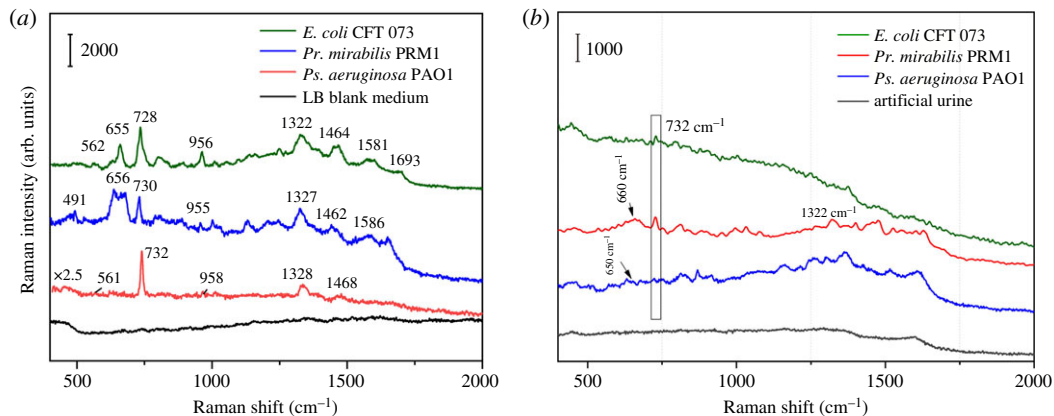 (a)
2000
E. coli CFT 073
Pr. mirabilis PRM1
Ps. aeruginosa PAO1
LB blank medium
562
655
728
956
1322
1464
1581
1693
491
656
730
955
1327
1462
1586
×2.5
561
732
958
1328
1468
Raman intensity (arb. units)
500
1000
1500
2000
Raman shift (cm⁻¹)
(b)
1000
E. coli CFT 073
Pr. mirabilis PRM1
Ps. aeruginosa PAO1
artificial urine
732 cm⁻¹
660 cm⁻¹
1322 cm⁻¹
650 cm⁻¹
500
1000
1500
2000
Raman shift (cm⁻¹)